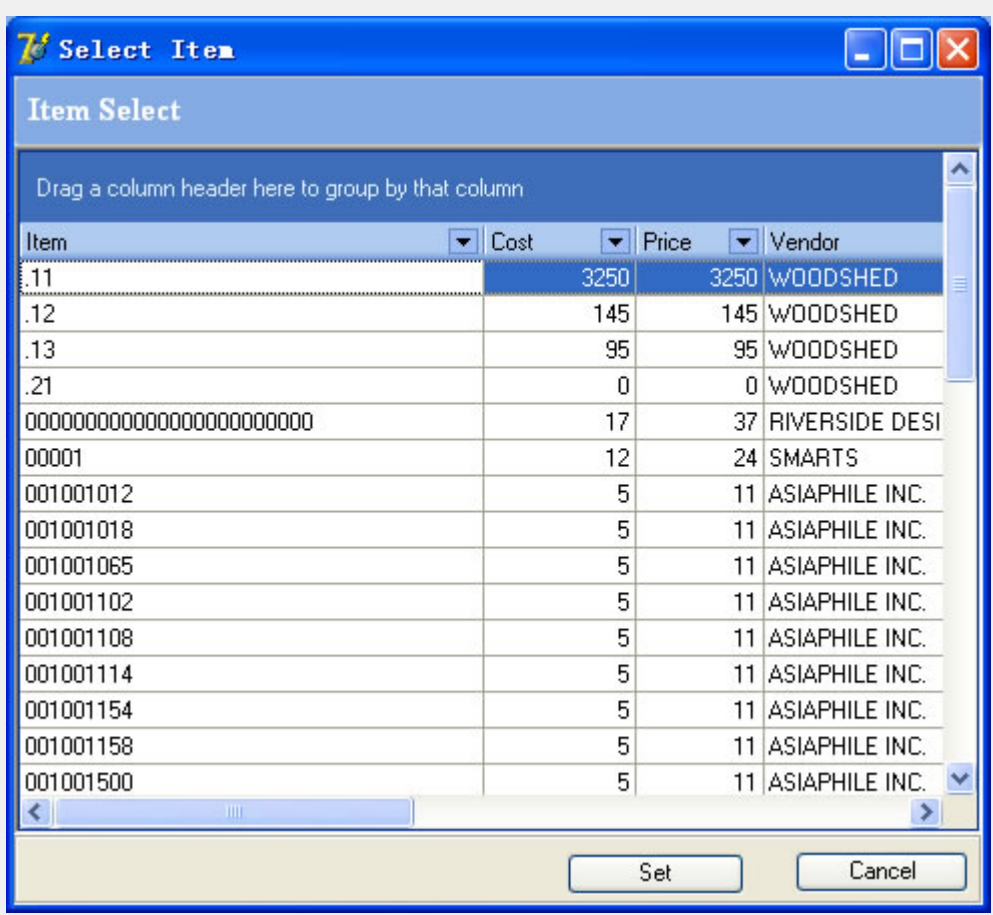 Select Item
Item Select
Drag a column header here to group by that column
Item Cost Price Vendor
.11 3250 3250 WOODSHED
.12 145 145 WOODSHED
.13 95 95 WOODSHED
.21 0 0 WOODSHED
000000000000000000000000 17 37 RIVERSIDE DESI
00001 12 24 SMARTS
001001012 5 11 ASIAPHILE INC.
001001018 5 11 ASIAPHILE INC.
001001065 5 11 ASIAPHILE INC.
001001102 5 11 ASIAPHILE INC.
001001108 5 11 ASIAPHILE INC.
001001114 5 11 ASIAPHILE INC.
001001154 5 11 ASIAPHILE INC.
001001158 5 11 ASIAPHILE INC.
001001500 5 11 ASIAPHILE INC.
Set Cancel